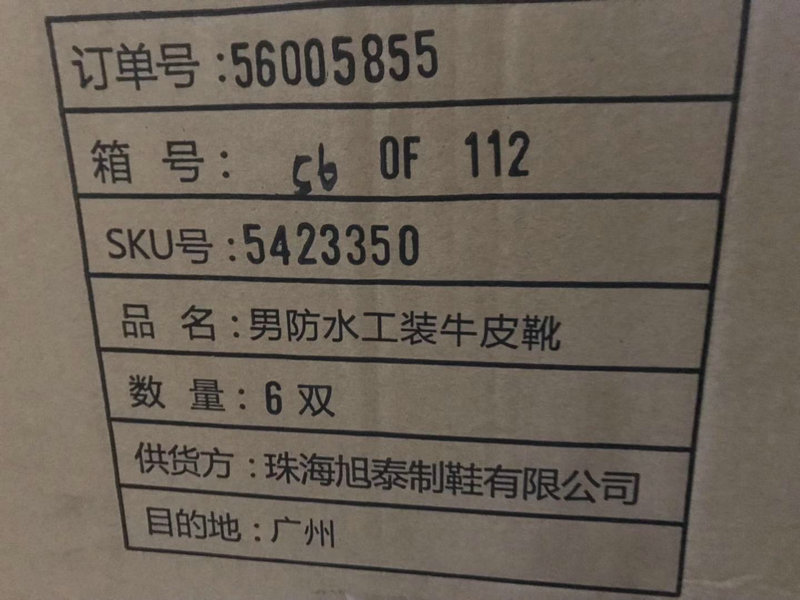 订单号:56005855
箱 号: 56 OF 112
SKU号:5423350
品 名:男防水工装牛皮靴
数 量:6 双
供货方:珠海旭泰制鞋有限公司
目的地:广州